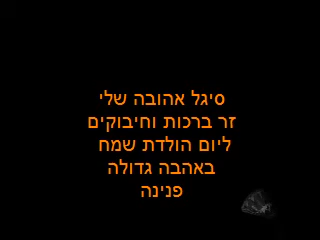 סיגל אהובה שלי
זר ברכות וחיבוקים
ליום הולדת שמח
באהבה גדולה
פנינה